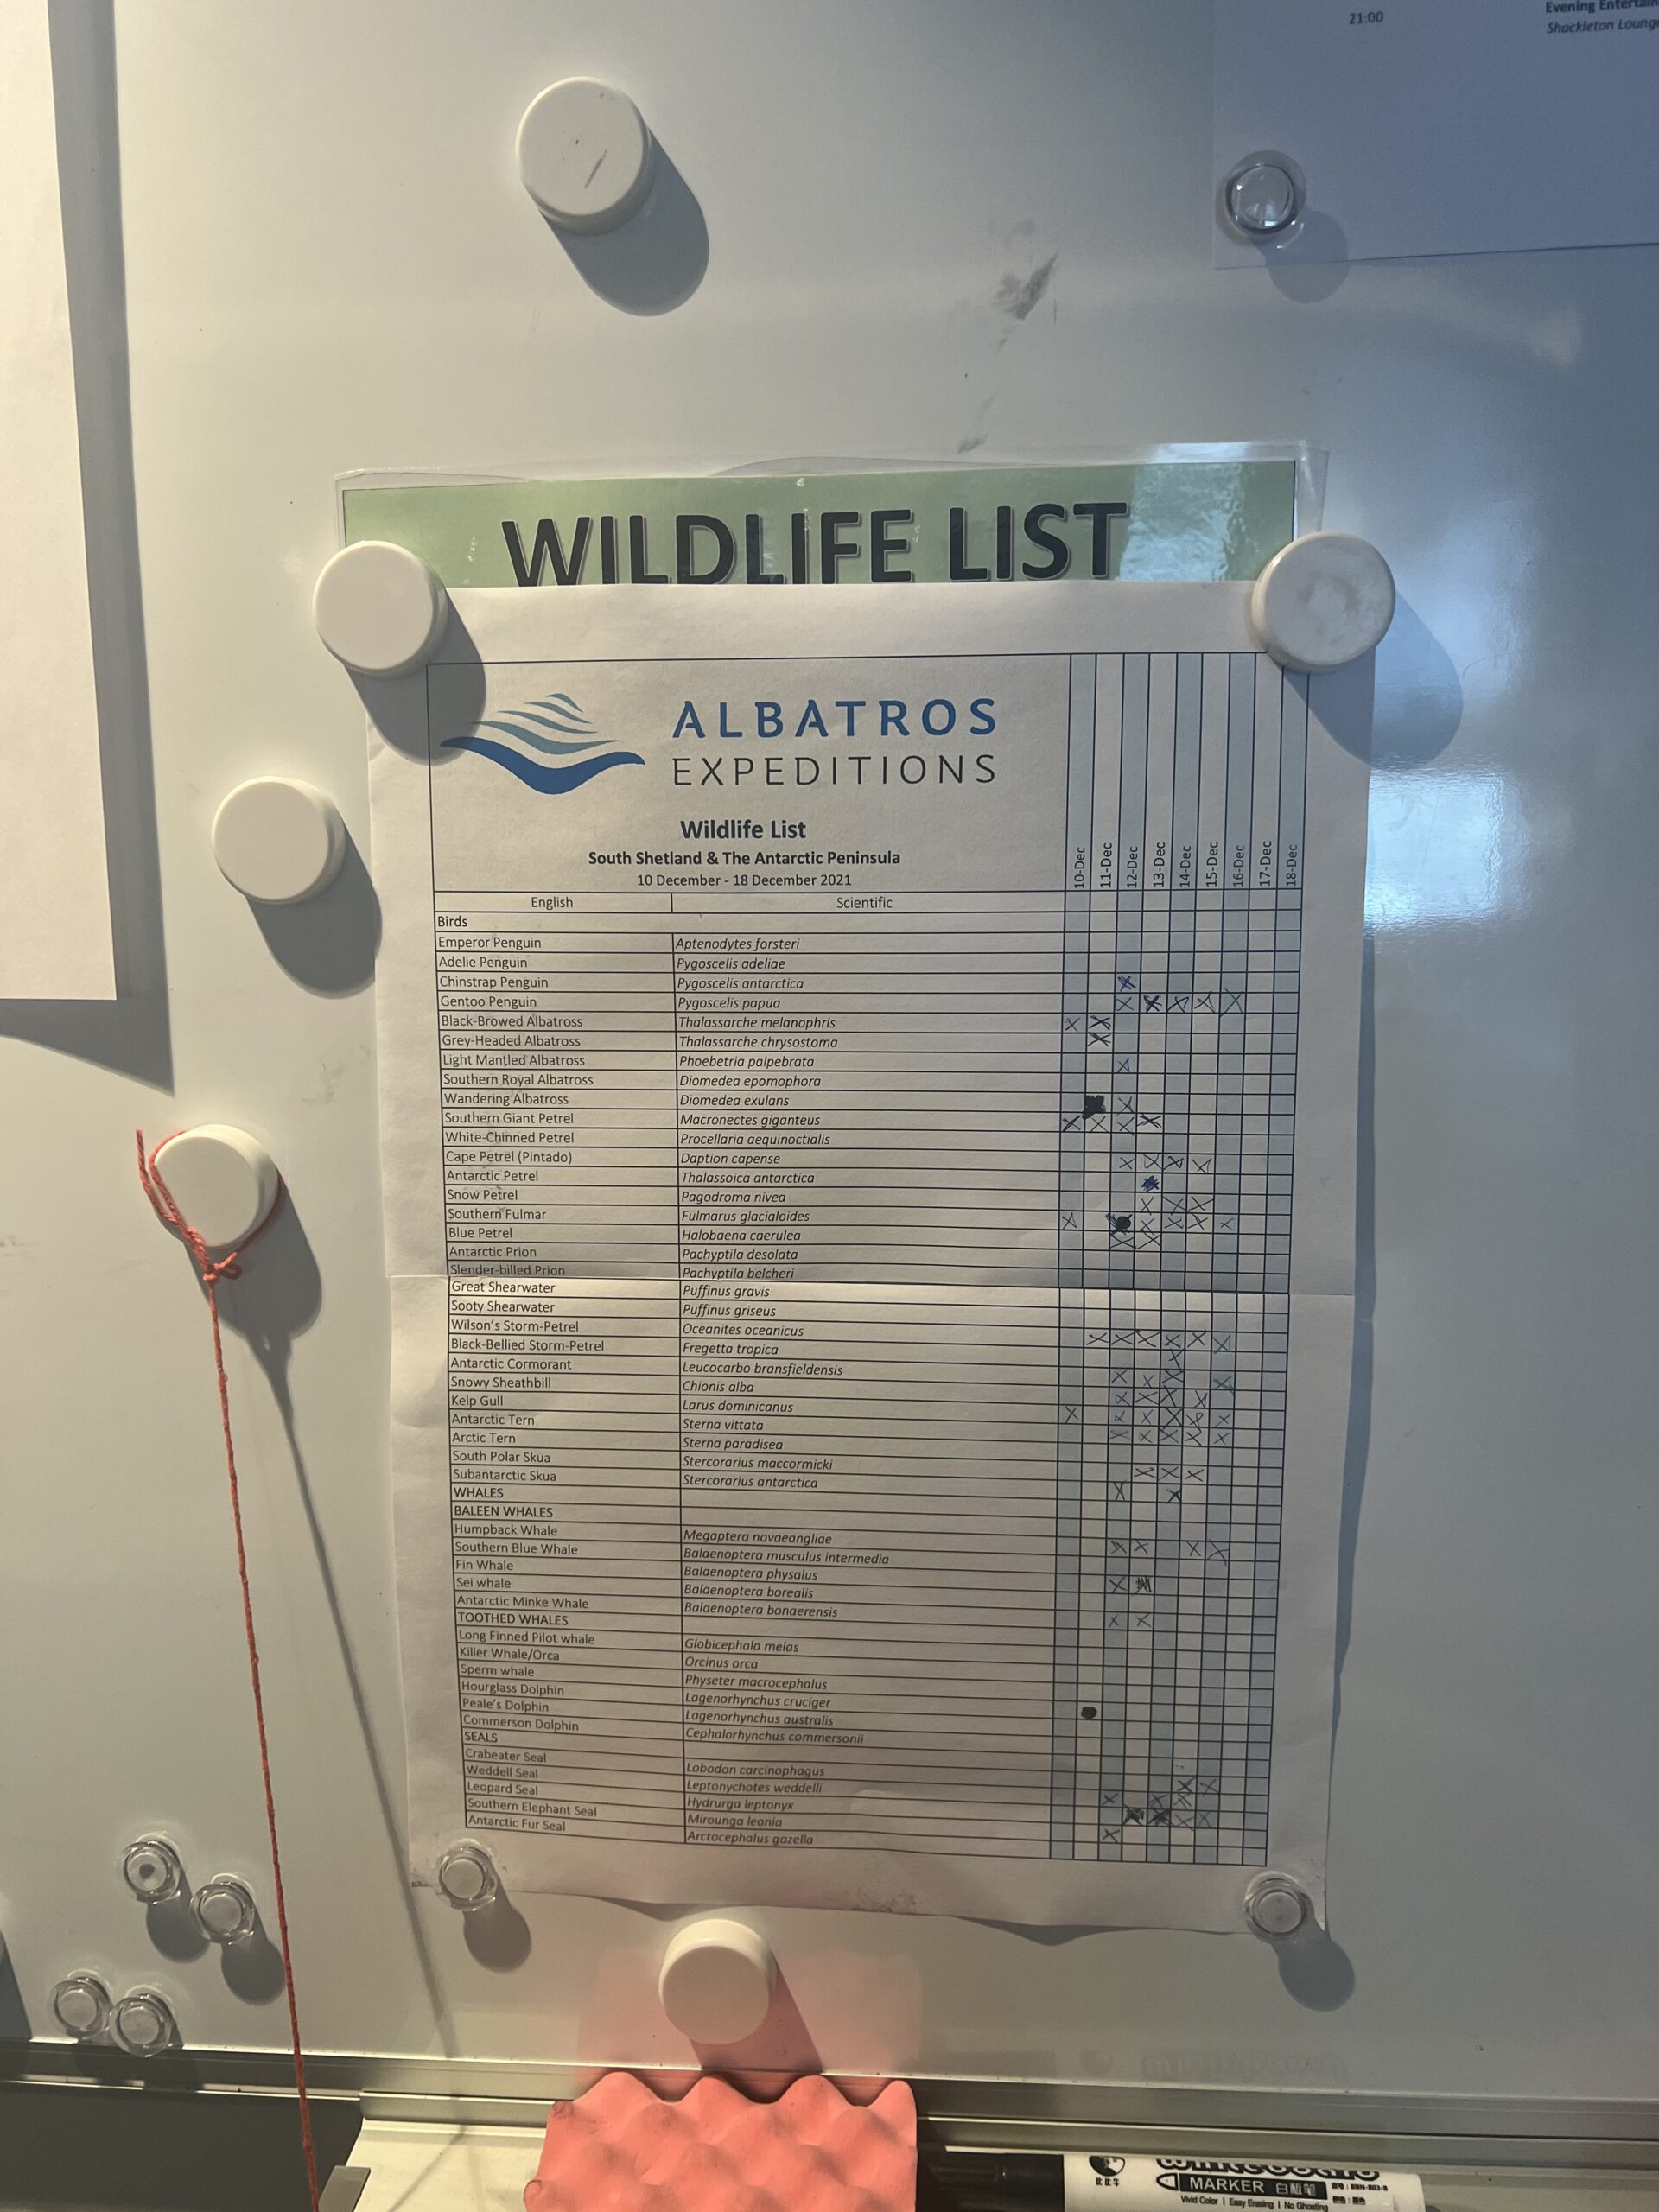 21:00
Shackleton
WILDLIFE LIST
ALBATROS
EXPEDITIONS
Wildlife List
South Shetland & The Antarctic Peninsula
10 December - 18 December 2021
10-Dec
11-Dec
12-Dec
13-Dec
14-Dec
15-Dec
16-Dec
17-Dec
18-Dec
English Scientific
Birds
Emperor Penguin Aptenodytes forsteri
Adelie Penguin Pygoscelis adeliae
Chinstrap Penguin Pygoscelis antarctica
Gentoo Penguin Pygoscelis papua
Black-Browed Albatross Thalassarche melanophris
Grey-Headed Albatross Thalassarche chrysostoma
Light Mantled Albatross Phoebetria palpebrata
Southern Royal Albatross Diomedea epomophora
Wandering Albatross Diomedea exulans
Southern Giant Petrel Macronectes giganteus
White-Chinned Petrel Procellaria aequinoctialis
Cape Petrel (Pintado) Daption capense
Antarctic Petrel Thalassoica antarctica
Snow Petrel Pagodroma nivea
Southern Fulmar Fulmarus glacialoides
Blue Petrel Halobaena caerulea
Antarctic Prion Pachyptila desolata
Slender-billed Prion Pachyptila belcheri
Great Shearwater Puffinus gravis
Sooty Shearwater Puffinus griseus
Wilson's Storm-Petrel Oceanites oceanicus
Black-Bellied Storm-Petrel Fregetta tropica
Antarctic Cormorant Leucocarbo bransfieldensis
Snowy Sheathbill Chionis alba
Kelp Gull Larus dominicanus
Antarctic Tern Sterna vittata
Arctic Tern Sterna paradisea
South Polar Skua Stercorarius maccormicki
Subantarctic Skua Stercorarius antarctica
WHALES
BALEEN WHALES
Humpback Whale Megaptera novaeangliae
Southern Blue Whale Balaenoptera musculus intermedia
Fin Whale Balaenoptera physalus
Sei whale Balaenoptera borealis
Antarctic Minke Whale Balaenoptera bonaerensis
TOOTHED WHALES
Long Finned Pilot whale Globicephala melas
Killer Whale/Orca Orcinus orca
Sperm whale Physeter macrocephalus
Hourglass Dolphin Lagenorhynchus cruciger
Peale's Dolphin Lagenorhynchus australis
Commerson Dolphin Cephalorhynchus commersonii
SEALS
Crabeater Seal Lobodon carcinophagus
Weddell Seal Leptonychotes weddelli
Leopard Seal Hydrurga leptonyx
Southern Elephant Seal Mirounga leonia
Antarctic Fur Seal Arctocephalus gazella
MARKER 白板笔
Vivid Color | Easy Erasing | No Ghosting